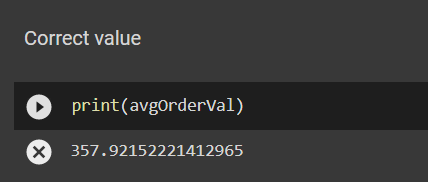 Correct value
print(avgOrderVal)
357.92152221412965